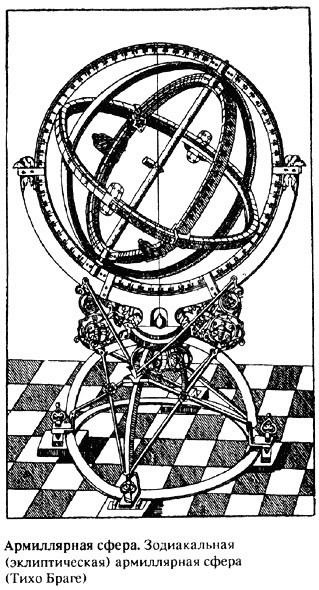 Армиллярная сфера. Зодиакальная
(эклиптическая) армиллярная сфера
(Тихо Браге)